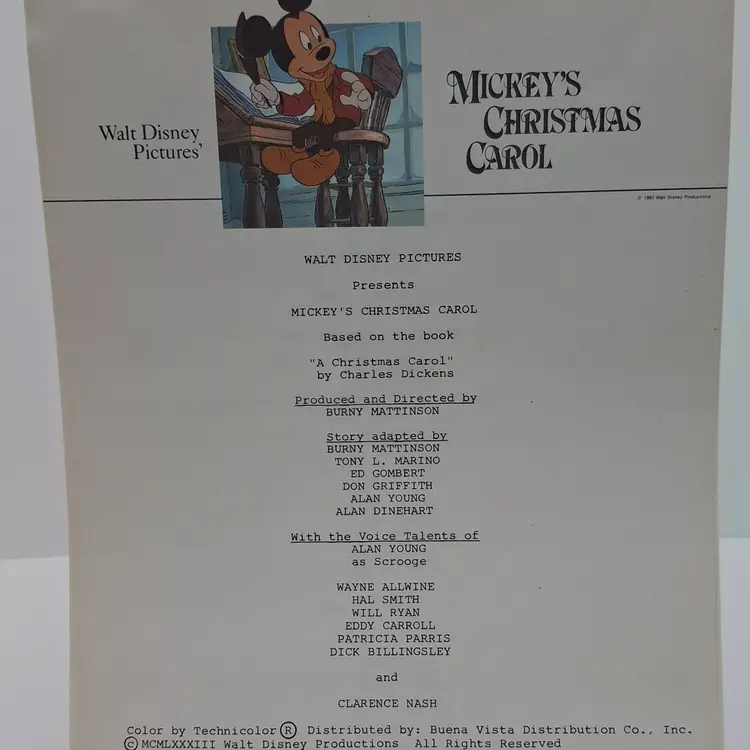 Walt Disney
Pictures'
MICKEY'S
CHRISTMAS
CAROL
© 1983 Walt Disney Productions
WALT DISNEY PICTURES
Presents
MICKEY'S CHRISTMAS CAROL
Based on the book
"A Christmas Carol"
by Charles Dickens
Produced and Directed by
BURNY MATTINSON
Story adapted by
BURNY MATTINSON
TONY L. MARINO
ED GOMBERT
DON GRIFFITH
ALAN YOUNG
ALAN DINEHART
With the Voice Talents of
ALAN YOUNG
as Scrooge
WAYNE ALLWINE
HAL SMITH
WILL RYAN
EDDY CARROLL
PATRICIA PARRIS
DICK BILLINGSLEY
and
CLARENCE NASH
Color by Technicolor® Distributed by: Buena Vista Distribution Co., Inc.
© MCMLXXXIII Walt Disney Productions All Rights Reserved